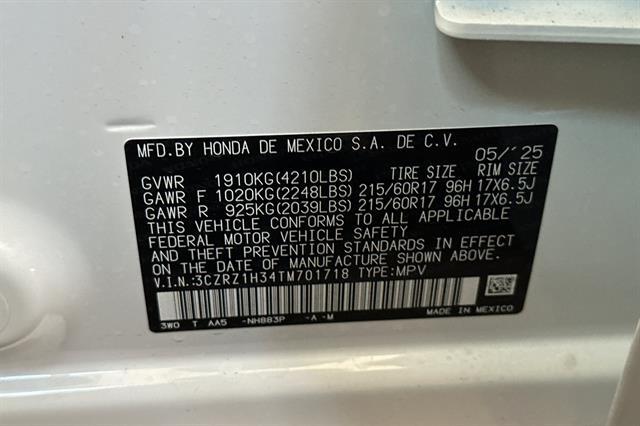 MFD.BY HONDA DE MEXICO S.A. DE C.V. 05/'25
GVWR 1910KG(4210LBS) TIRE SIZE RIM SIZE
GAWR F 1020KG(2248LBS) 215/60R17 96H 17X6.5J
GAWR R 925KG(2039LBS) 215/60R17 96H 17X6.5J
THIS VEHICLE CONFORMS TO ALL APPLICABLE
FEDERAL MOTOR VEHICLE SAFETY
AND THEFT PREVENTION STANDARDS IN EFFECT
ON THE DATE OF MANUFACTURE SHOWN ABOVE.
V.I.N.:3CZRZ1H34TM701718 TYPE:MPV
3W0 T AA5 -NH883P -A -M MADE IN MEXICO